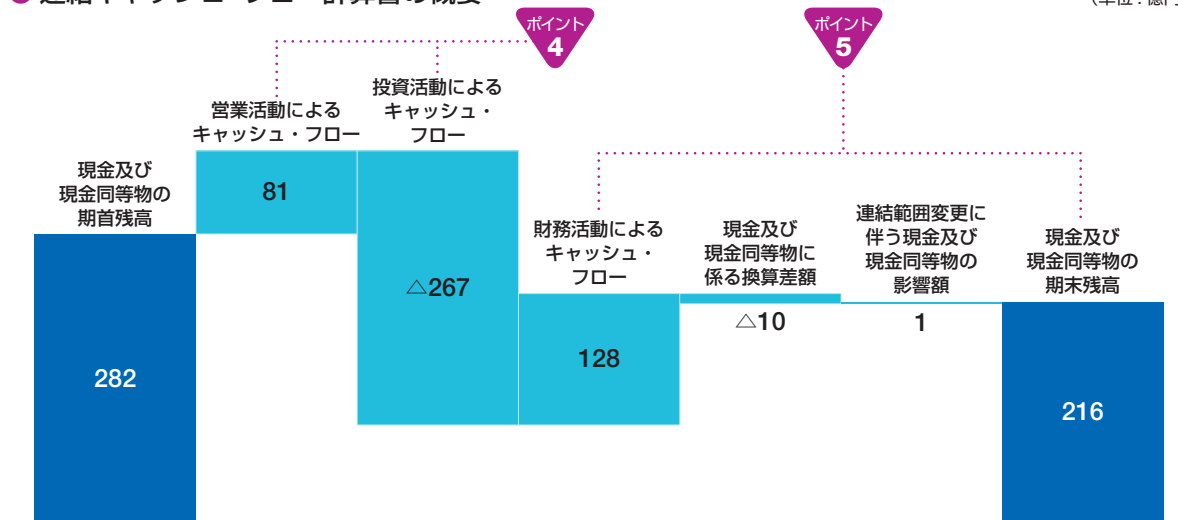 ポイント
4
ポイント
5
営業活動による
キャッシュ・フロー
投資活動による
キャッシュ・
フロー
現金及び
現金同等物の
期首残高
財務活動による
キャッシュ・
フロー
現金及び
現金同等物に
係る換算差額
連結範囲変更に
伴う現金及び
現金同等物の
影響額
現金及び
現金同等物の
期末残高
282
81
△267
128
△10
1
216